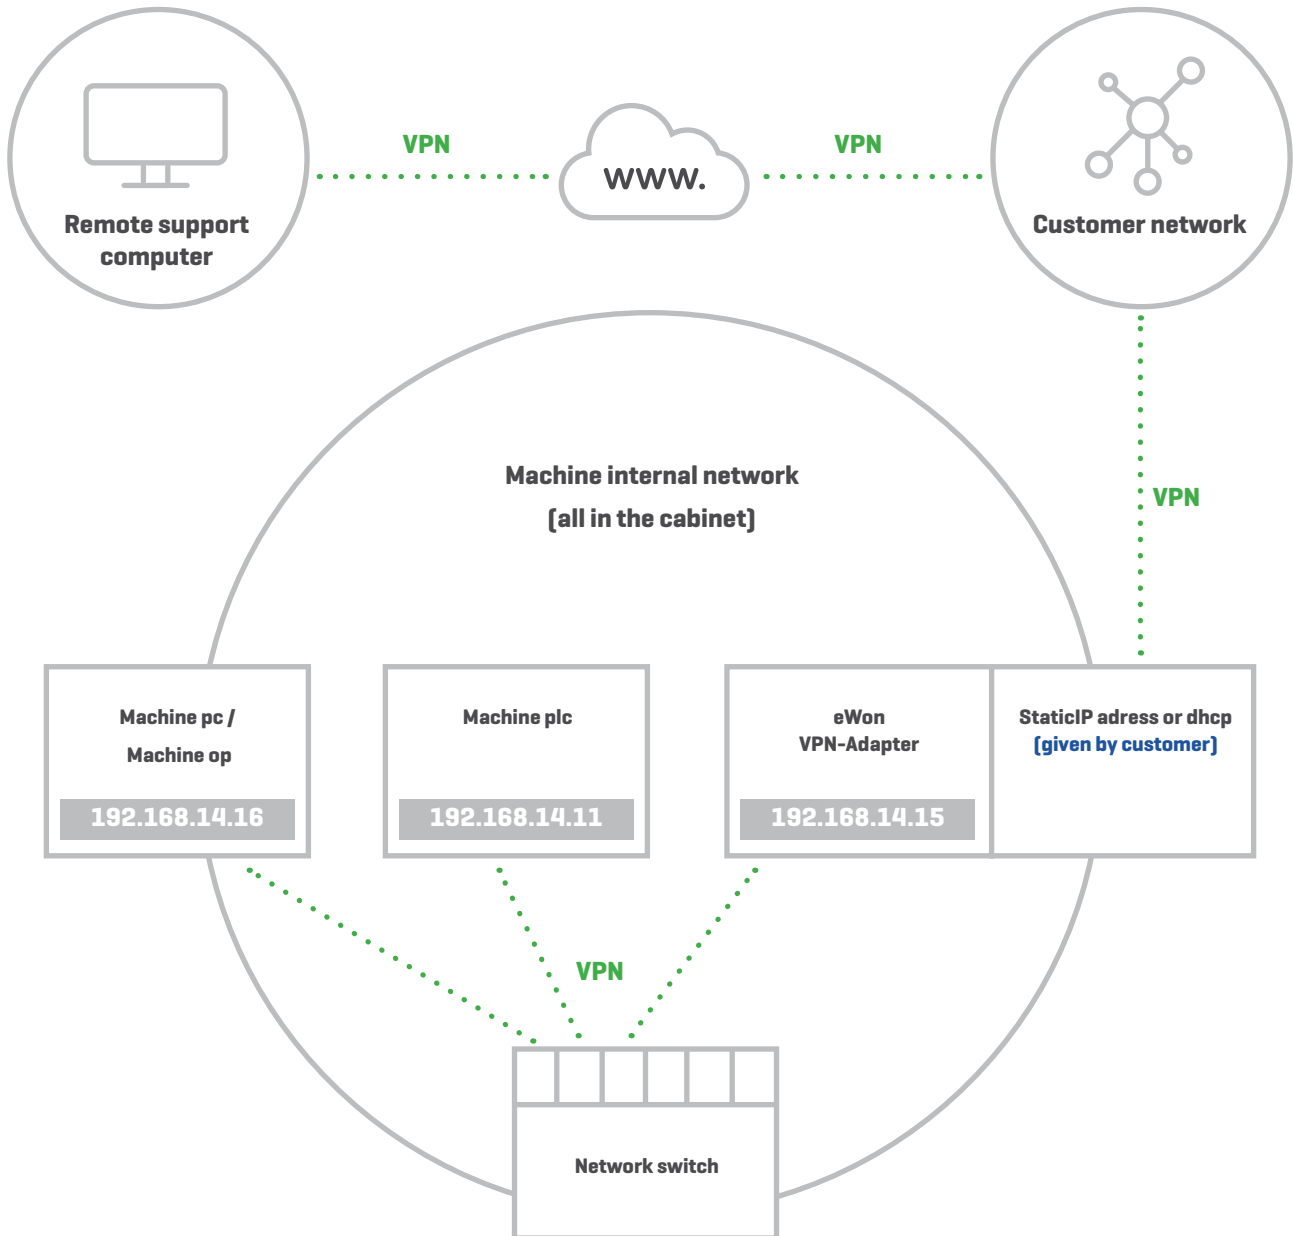 VPN
VPN
www.
Remote support
computer
Customer network
Machine internal network
(all in the cabinet)
VPN
Machine pc /
Machine op
192.168.14.16
Machine plc
192.168.14.11
eWon
VPN-Adapter
192.168.14.15
StaticIP adress or dhcp
(given by customer)
VPN
Network switch